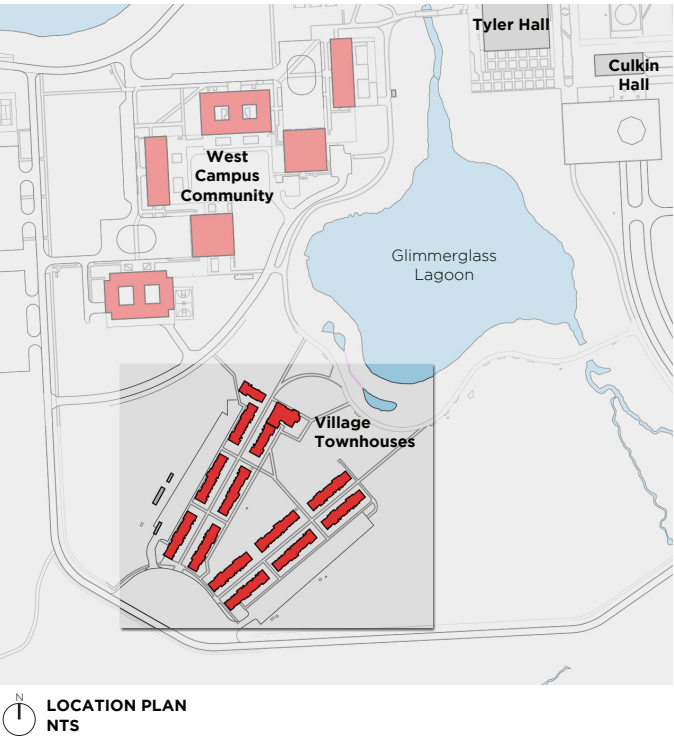 Tyler Hall
Culkin
Hall
West
Campus
Community
Glimmerglass
Lagoon
Village
Townhouses
N
LOCATION PLAN
NTS